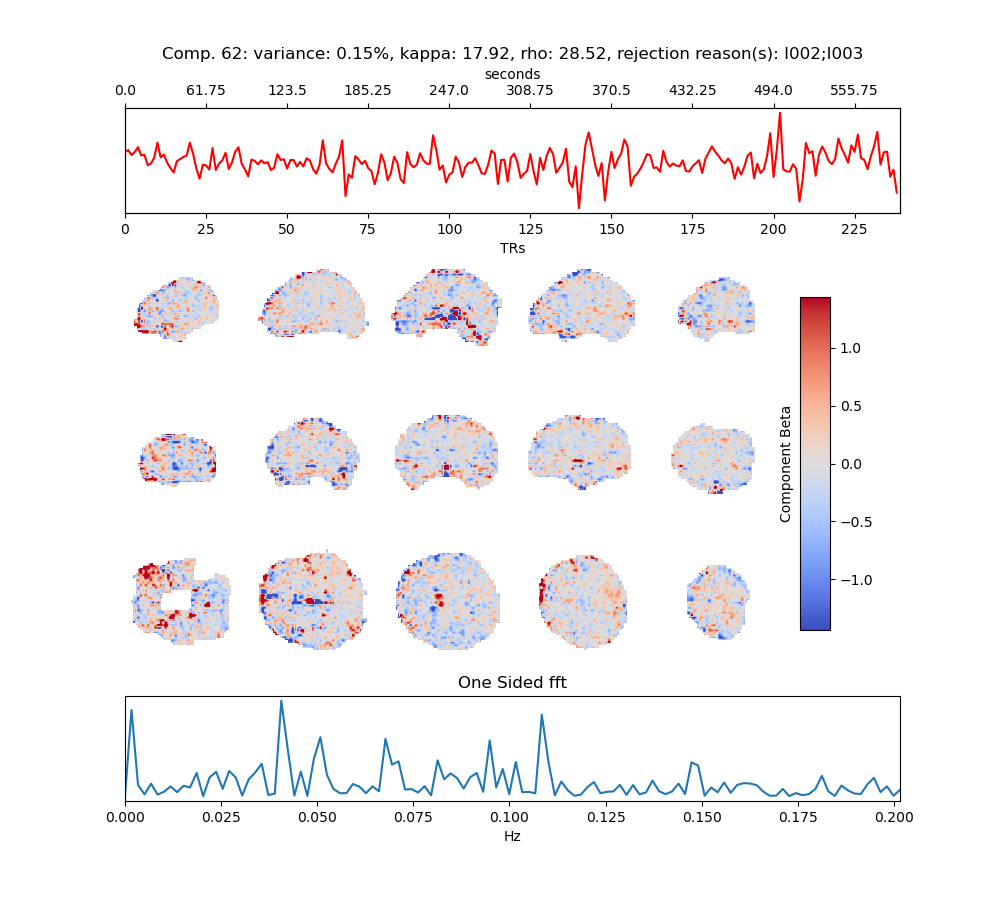 Comp. 62: variance: 0.15%, kappa: 17.92, rho: 28.52, rejection reason(s): I002;I003
seconds
0.0 61.75 123.5 185.25 247.0 308.75 370.5 432.25 494.0 555.75
0 25 50 75 100 125 150 175 200 225
TRs
1.0
0.5
0.0
−0.5
−1.0
Component Beta
One Sided fft
0.000 0.025 0.050 0.075 0.100 0.125 0.150 0.175 0.200
Hz